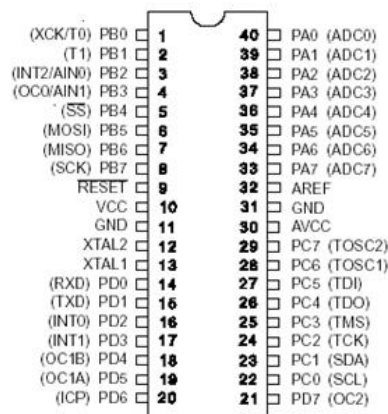 (XCK/T0) PB0 1 40 PA0 (ADC0)
(T1) PB1 2 39 PA1 (ADC1)
(INT2/AIN0) PB2 3 38 PA2 (ADC2)
(OC0/AIN1) PB3 4 37 PA3 (ADC3)
(SS) PB4 5 36 PA4 (ADC4)
(MOSI) PB5 6 35 PA5 (ADC5)
(MISO) PB6 7 34 PA6 (ADC6)
(SCK) PB7 8 33 PA7 (ADC7)
RESET 9 32 AREF
VCC 10 31 GND
GND 11 30 AVCC
XTAL2 12 29 PC7 (TOSC2)
XTAL1 13 28 PC6 (TOSC1)
(RXD) PD0 14 27 PC5 (TDI)
(TXD) PD1 15 26 PC4 (TDO)
(INT0) PD2 16 25 PC3 (TMS)
(INT1) PD3 17 24 PC2 (TCK)
(OC1B) PD4 18 23 PC1 (SDA)
(OC1A) PD5 19 22 PC0 (SCL)
(ICP) PD6 20 21 PD7 (OC2)